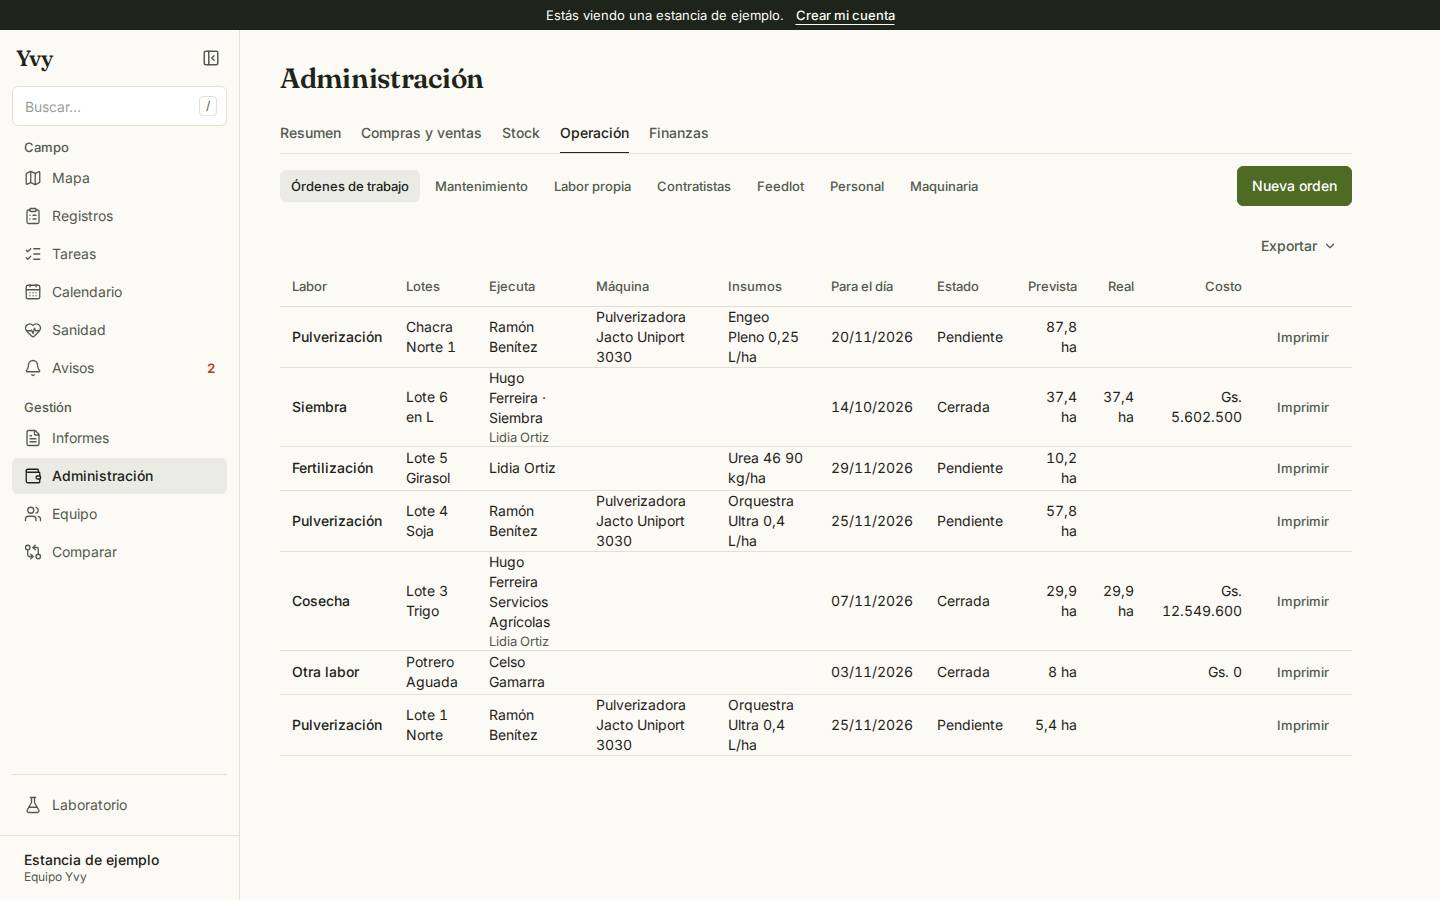 Estás viendo una estancia de ejemplo. Crear mi cuenta
Yvy
Buscar... /
Campo
Mapa
Registros
Tareas
Calendario
Sanidad
Avisos 2
Gestión
Informes
Administración
Equipo
Comparar
Laboratorio
Estancia de ejemplo
Equipo Yvy
Administración
Resumen Compras y ventas Stock Operación Finanzas
Órdenes de trabajo Mantenimiento Labor propia Contratistas Feedlot Personal Maquinaria Nueva orden
Exportar
Labor Lotes Ejecuta Máquina Insumos Para el día Estado Prevista Real Costo
Pulverización
Chacra
Norte 1
Ramón
Benítez
Pulverizadora
Jacto Uniport
3030
Engeo
Pleno 0,25
L/ha
20/11/2026
Pendiente
87,8
ha
Imprimir
Siembra
Lote 6
en L
Hugo
Ferreira ·
Siembra
Lidia Ortiz
14/10/2026
Cerrada
37,4
ha
37,4
ha
Gs.
5.602.500
Imprimir
Fertilización
Lote 5
Girasol
Lidia Ortiz
Urea 46 90
kg/ha
29/11/2026
Pendiente
10,2
ha
Imprimir
Pulverización
Lote 4
Soja
Ramón
Benítez
Pulverizadora
Jacto Uniport
3030
Orquestra
Ultra 0,4
L/ha
25/11/2026
Pendiente
57,8
ha
Imprimir
Cosecha
Lote 3
Trigo
Hugo
Ferreira
Servicios
Agrícolas
Lidia Ortiz
07/11/2026
Cerrada
29,9
ha
29,9
ha
Gs.
12.549.600
Imprimir
Otra labor
Potrero
Aguada
Celso
Gamarra
03/11/2026
Cerrada
8 ha
Gs. 0
Imprimir
Pulverización
Lote 1
Norte
Ramón
Benítez
Pulverizadora
Jacto Uniport
3030
Orquestra
Ultra 0,4
L/ha
25/11/2026
Pendiente
5,4 ha
Imprimir